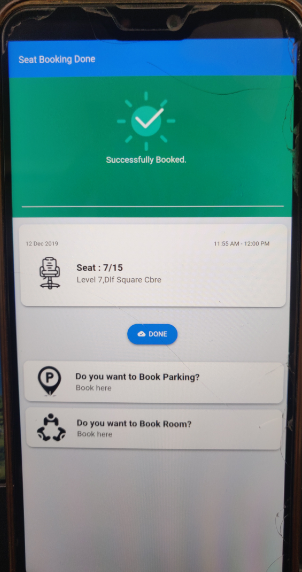 Seat Booking Done
Successfully Booked.
12 Dec 2019 11:55 AM - 12:00 PM
Seat : 7/15
Level 7,Dlf Square Cbre
DONE
P
Do you want to Book Parking?
Book here
Do you want to Book Room?
Book here